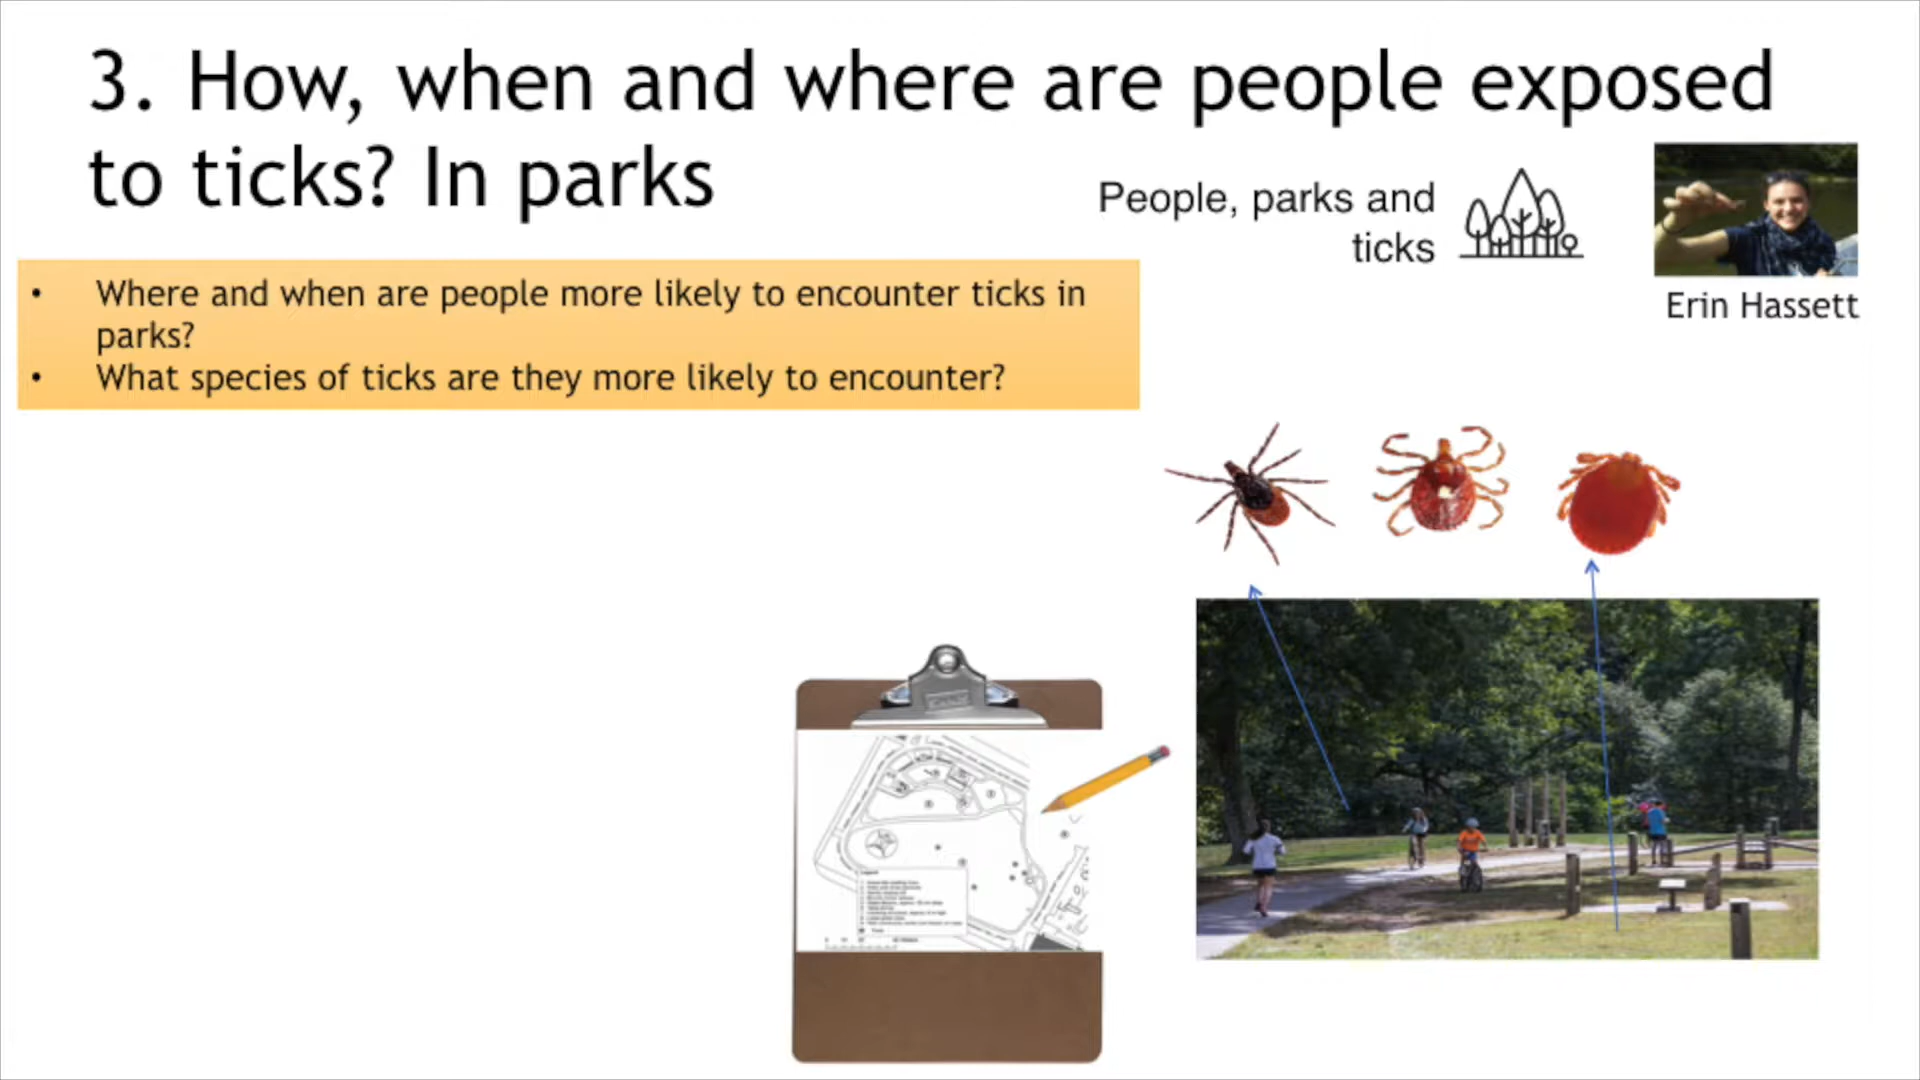 3. How, when and where are people exposed
to ticks? In parks
People, parks and
ticks
Erin Hassett
• Where and when are people more likely to encounter ticks in
parks?
• What species of ticks are they more likely to encounter?
Legend